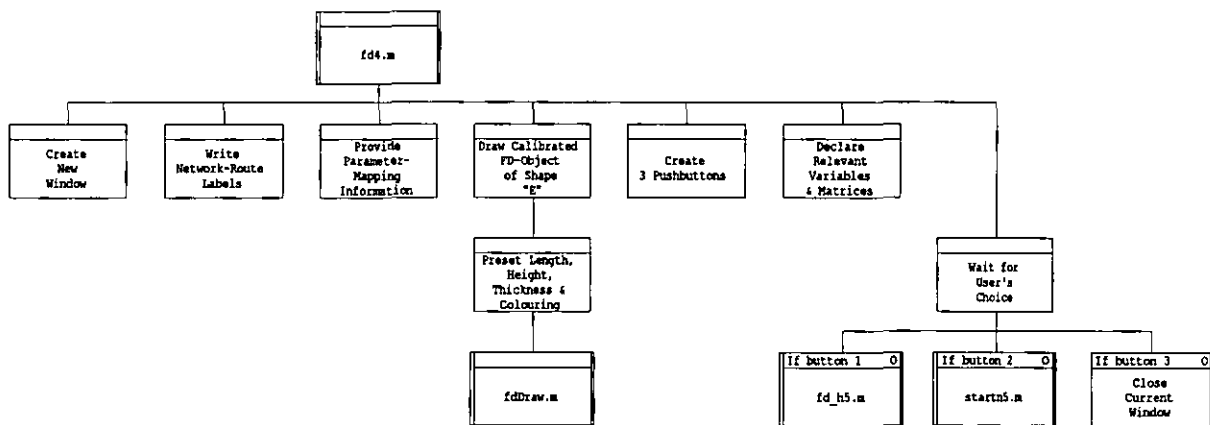 fd4.m
Create
New
Window
Write
Network-Route
Labels
Provide
Parameter-
Mapping
Information
Draw Calibrated
FD-Object
of Shape
"E"
Create
3 Pushbuttons
Declare
Relevant
Variables
& Matrices
Preset Length,
Height,
Thickness &
Colouring
Wait for
User's
Choice
fdDraw.m
If button 1 O
fd_h5.m
If button 2 O
startn5.m
If button 3 O
Close
Current
Window